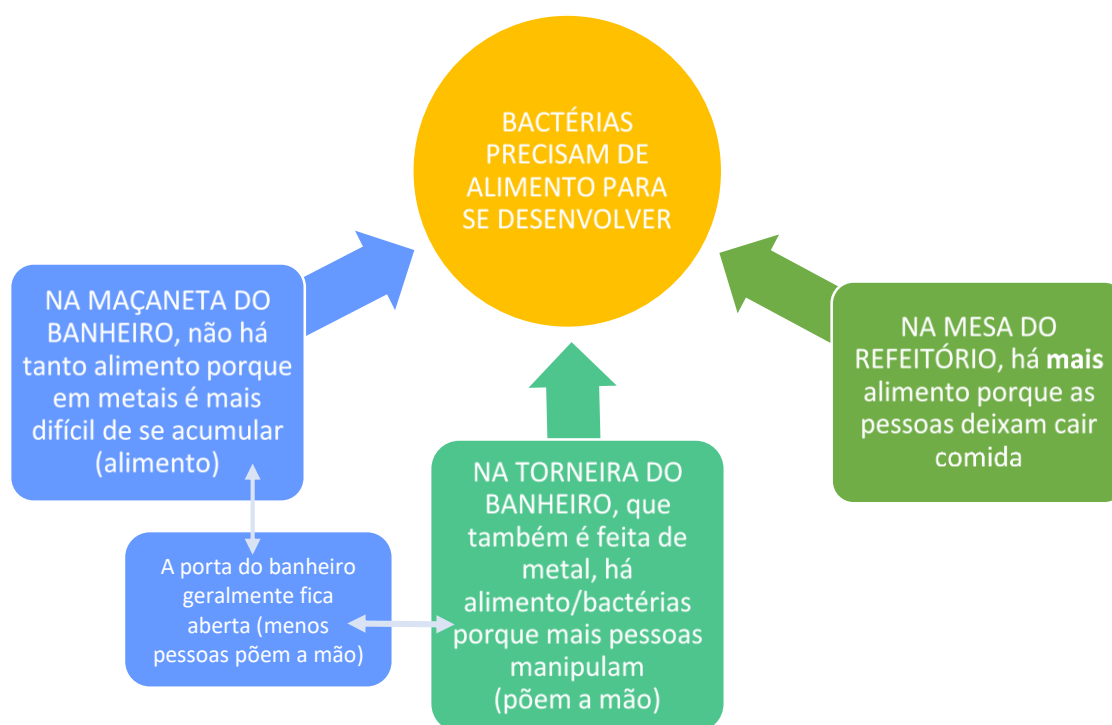 BACTÉRIAS
PRECISAM DE
ALIMENTO PARA
SE DESENVOLVER
NA MAÇANETA DO
BANHEIRO, não há
tanto alimento porque
em metais é mais
difícil de se acumular
(alimento)
NA MESA DO
REFEITÓRIO, há mais
alimento porque as
pessoas deixam cair
comida
NA TORNEIRA DO
BANHEIRO, que
também é feita de
metal, há
alimento/bactérias
porque mais pessoas
manipulam
(põem a mão)
A porta do banheiro
geralmente fica
aberta (menos
pessoas põem a mão)